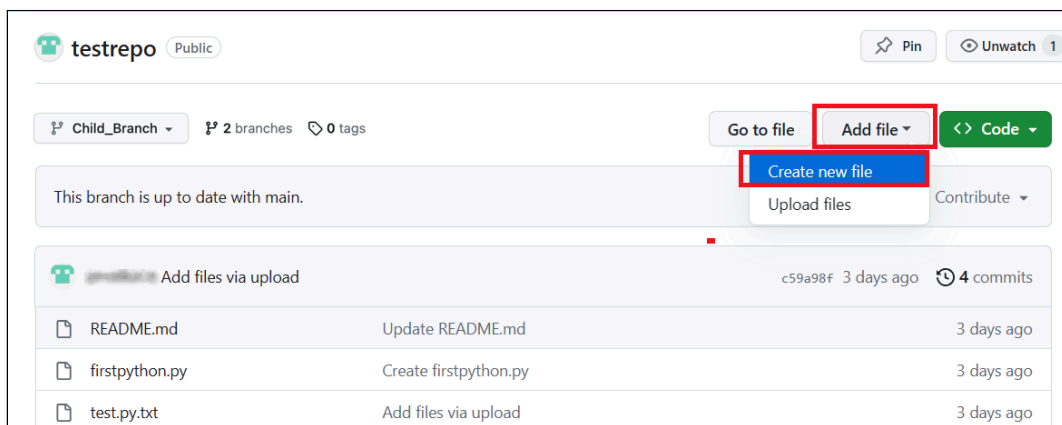 testrepo Public Pin Unwatch 1
Child_Branch 2 branches 0 tags Go to file Add file <> Code
Create new file
This branch is up to date with main. Contribute
Upload files
Add files via upload c59a98f 3 days ago 4 commits
README.md Update README.md 3 days ago
firstpython.py Create firstpython.py 3 days ago
test.py.txt Add files via upload 3 days ago